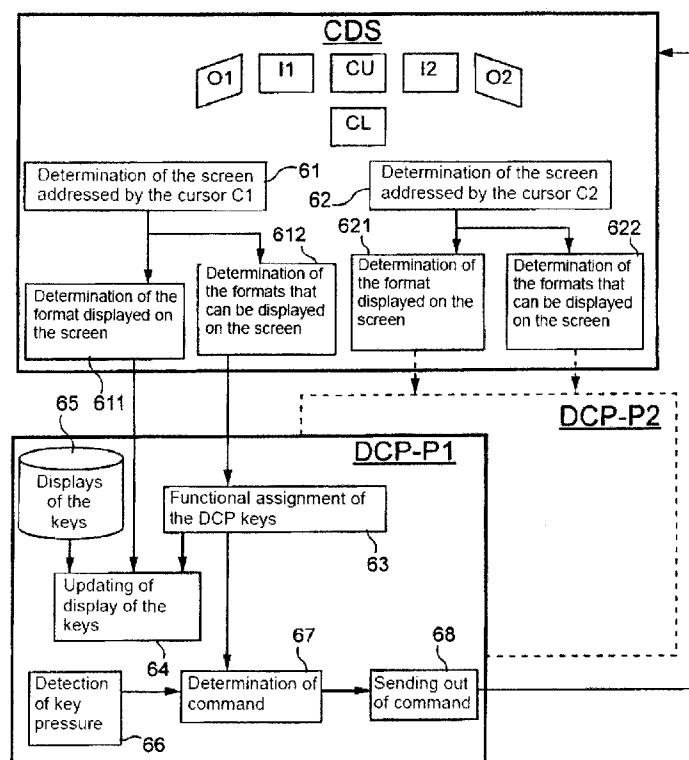 CDS
O1
I1
CU
I2
O2
CL
Determination of the screen
addressed by the cursor C1
61
Determination of the screen
addressed by the cursor C2
62
612
621
622
Determination of the
format displayed on
the screen
Determination of
the formats that
can be displayed
on the screen
Determination of
the format
displayed on the
screen
Determination of
the formats that
can be displayed
on the screen
611
65
DCP-P2
DCP-P1
Displays
of the
keys
Functional assignment of
the DCP keys
63
Updating of
display of the
keys
64
67
68
Detection
of key
pressure
66
Determination of
command
Sending out
of command